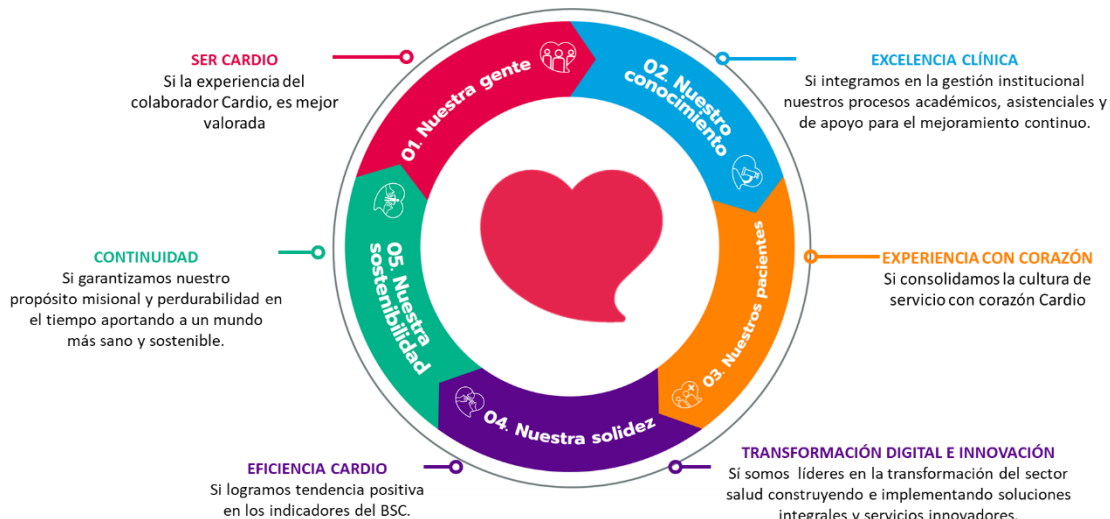 SER CARDIO
Si la experiencia del
colaborador Cardio, es mejor
valorada
01. Nuestra gente
02. Nuestro
conocimiento
EXCELENCIA CLÍNICA
Si integramos en la gestión institucional
nuestros procesos académicos, asistenciales y
de apoyo para el mejoramiento continuo.
CONTINUIDAD
Si garantizamos nuestro
propósito misional y perdurabilidad en
el tiempo aportando a un mundo
más sano y sostenible.
05. Nuestra
sostenibilidad
03. Nuestros pacientes
EXPERIENCIA CON CORAZÓN
Si consolidamos la cultura de
servicio con corazón Cardio
04. Nuestra solidez
EFICIENCIA CARDIO
Si logramos tendencia positiva
en los indicadores del BSC.
TRANSFORMACIÓN DIGITAL E INNOVACIÓN
Sí somos líderes en la transformación del sector
salud construyendo e implementando soluciones
integrales y servicios innovadores.